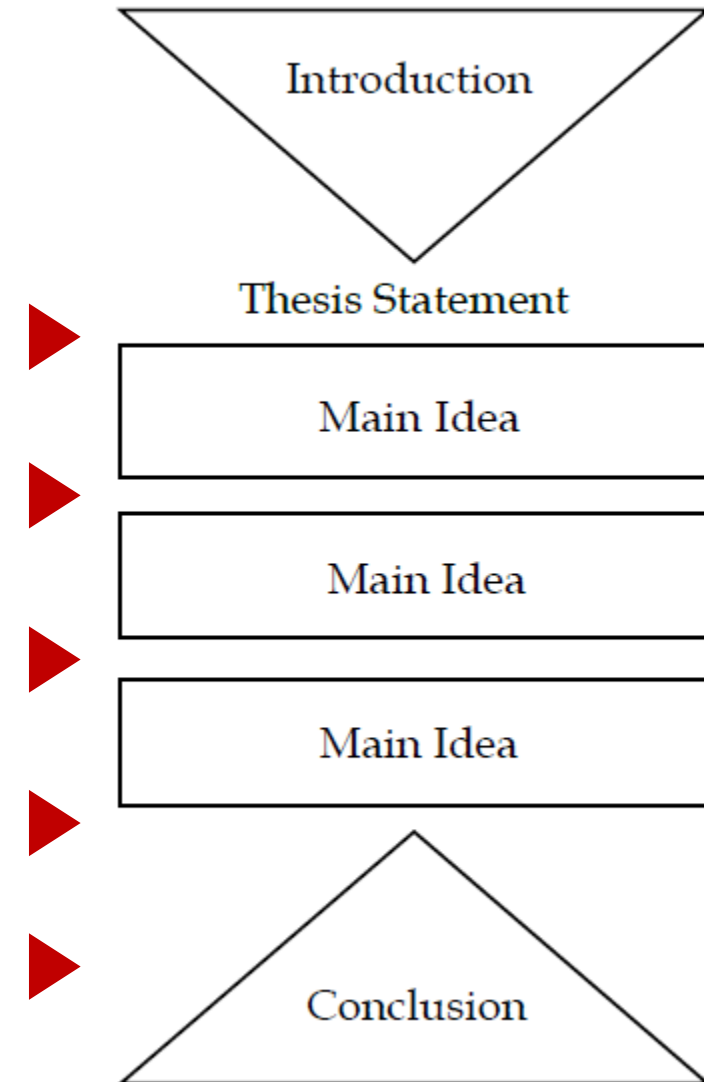 Introduction
Thesis Statement
Main Idea
Main Idea
Main Idea
Conclusion